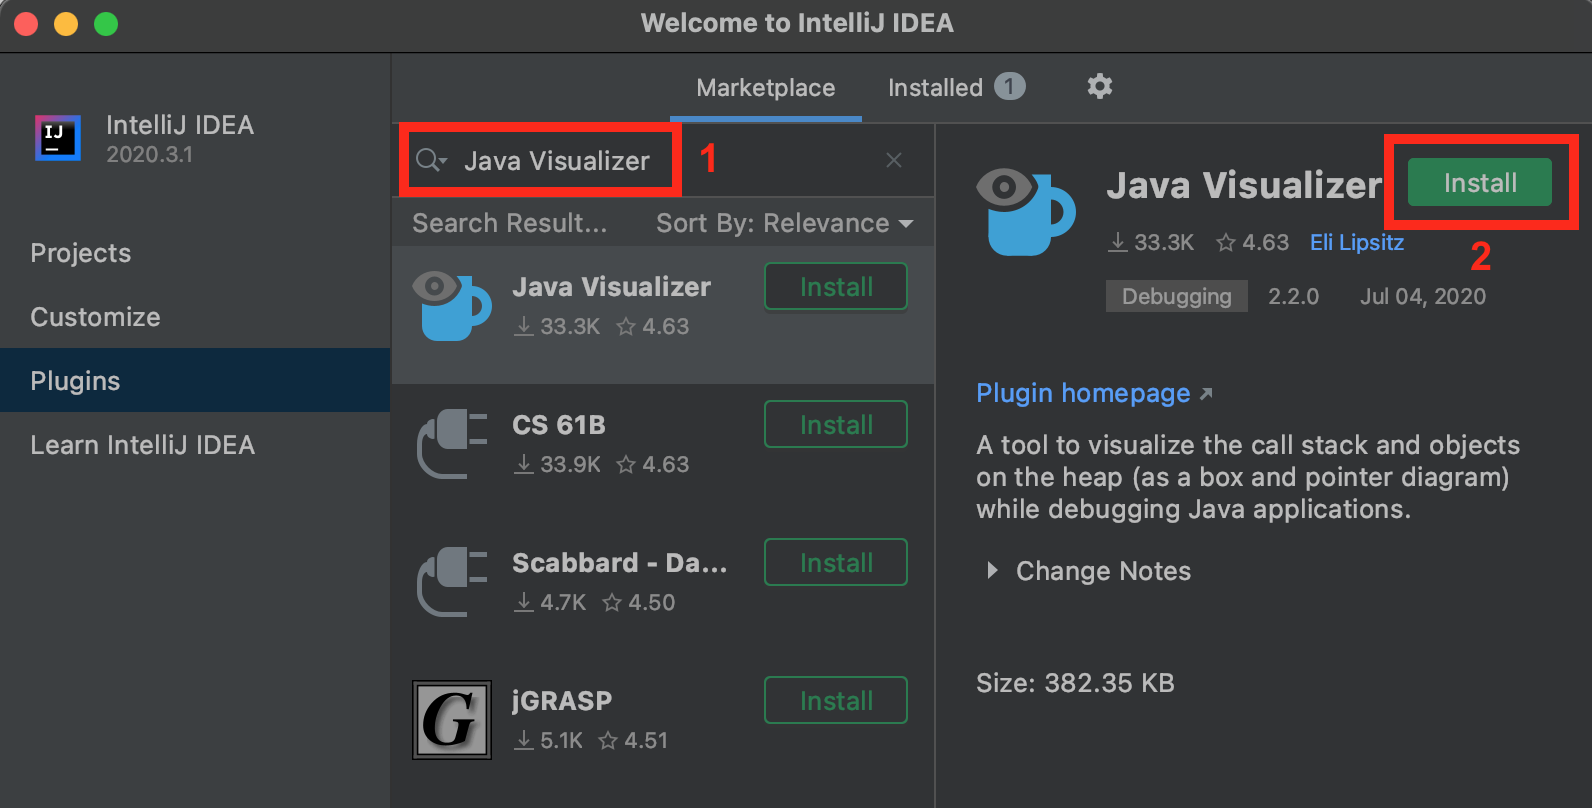 Welcome to IntelliJ IDEA
IJ
IntelliJ IDEA
2020.3.1
Projects
Customize
Plugins
Learn IntelliJ IDEA
Marketplace
Installed 1
Java Visualizer
1
Search Result...
Sort By: Relevance
Java Visualizer
Install
33.3K 4.63
CS 61B
Install
33.9K 4.63
Scabbard - Da...
Install
4.7K 4.50
G
jGRASP
Install
5.1K 4.51
Java Visualizer
Install
2
33.3K 4.63 Eli Lipsitz
Debugging 2.2.0 Jul 04, 2020
Plugin homepage
A tool to visualize the call stack and objects
on the heap (as a box and pointer diagram)
while debugging Java applications.
Change Notes
Size: 382.35 KB